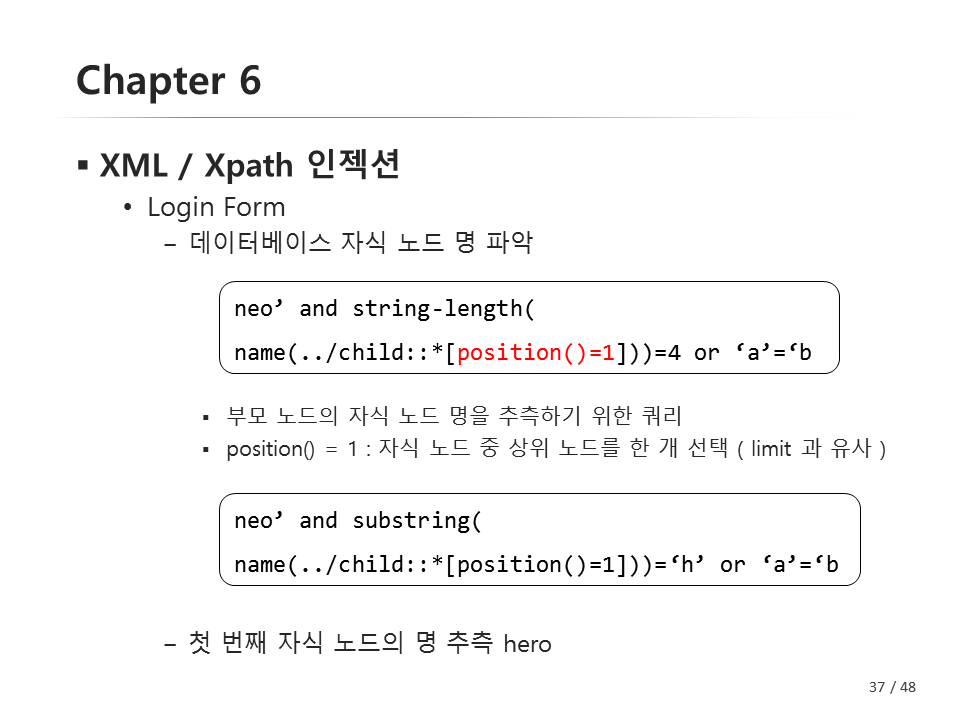 Chapter 6
▪ XML / Xpath 인젝션
• Login Form
– 데이터베이스 자식 노드 명 파악
neo’ and string-length(
name(../child::*[position()=1]))=4 or ‘a’=‘b
▪ 부모 노드의 자식 노드 명을 추측하기 위한 쿼리
▪ position() = 1 : 자식 노드 중 상위 노드를 한 개 선택 ( limit 과 유사 )
neo’ and substring(
name(../child::*[position()=1]))=‘h’ or ‘a’=‘b
– 첫 번째 자식 노드의 명 추측 hero
37 / 48